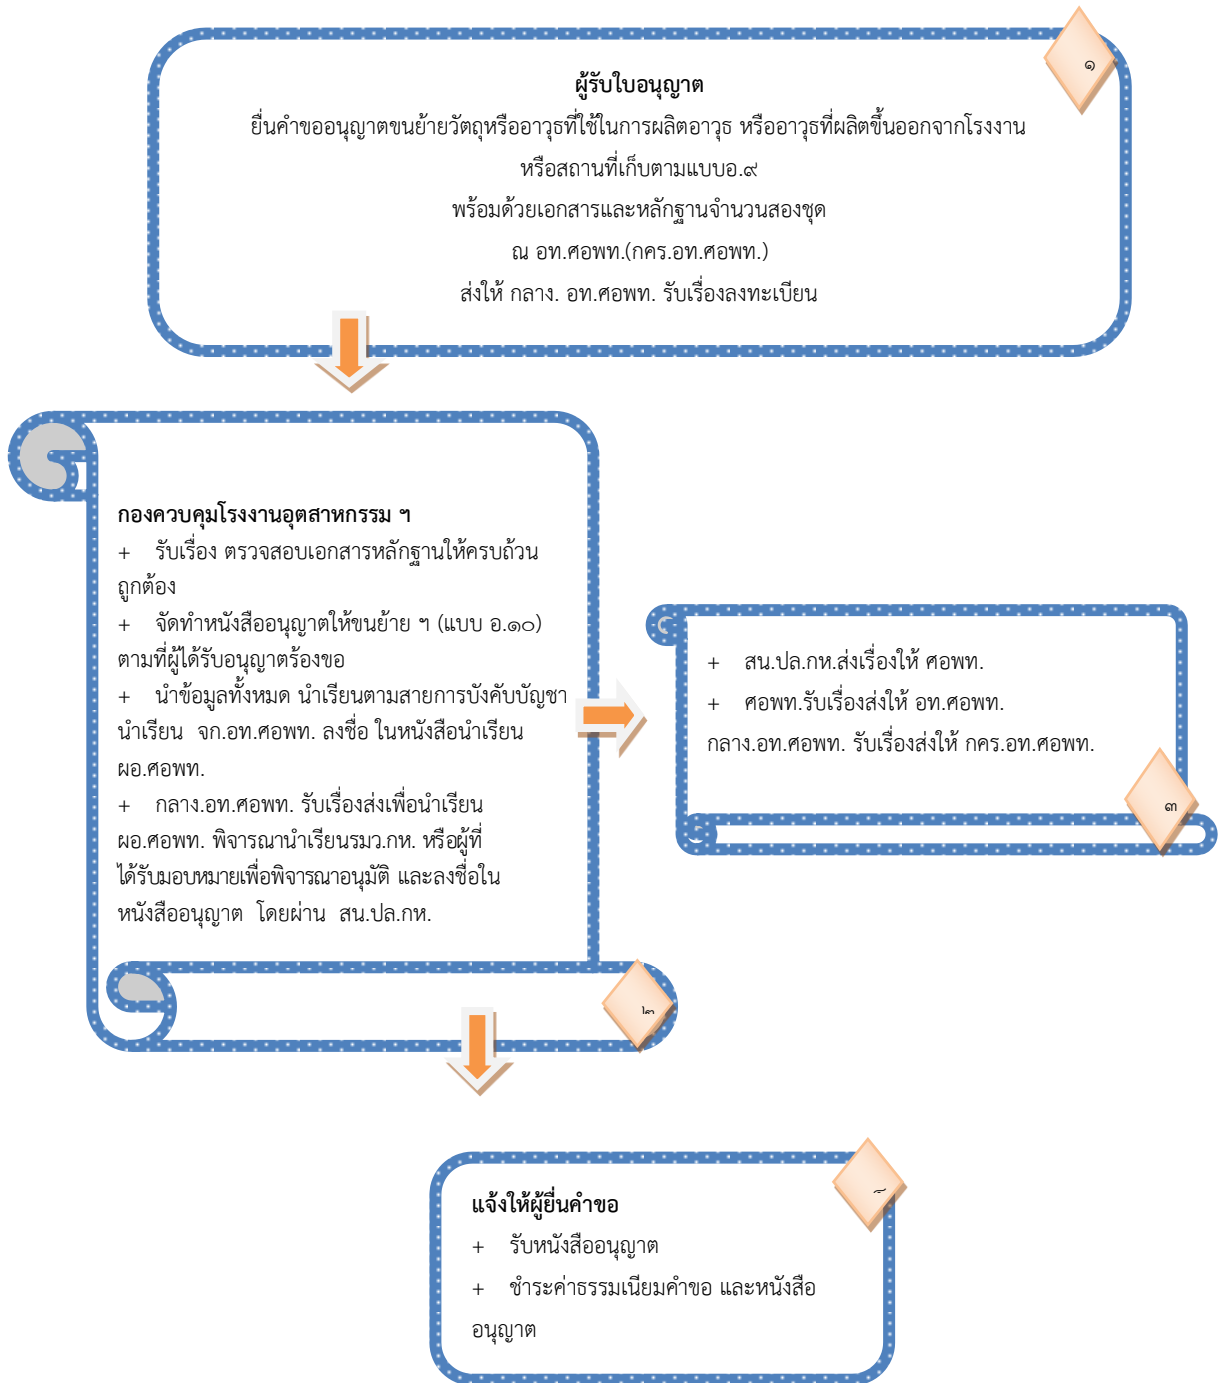 ๑
ผู้รับใบอนุญาต
ยื่นคำขออนุญาตขนย้ายวัตถุหรืออาวุธที่ใช้ในการผลิตอาวุธ หรืออาวุธที่ผลิตขึ้นออกจากโรงงาน
หรือสถานที่เก็บตามแบบอ.๙
พร้อมด้วยเอกสารและหลักฐานจำนวนสองชุด
ณ อท.ศอพท.(กคร.อท.ศอพท.)
ส่งให้ กลาง. อท.ศอพท. รับเรื่องลงทะเบียน
กองควบคุมโรงงานอุตสาหกรรม ฯ
+ รับเรื่อง ตรวจสอบเอกสารหลักฐานให้ครบถ้วน
ถูกต้อง
+ จัดทำหนังสืออนุญาตให้ขนย้าย ฯ (แบบ อ.๑๐)
ตามที่ผู้ได้รับอนุญาตร้องขอ
+ นำข้อมูลทั้งหมด นำเรียนตามสายการบังคับบัญชา
นำเรียน จก.อท.ศอพท. ลงชื่อ ในหนังสือนำเรียน
ผอ.ศอพท.
+ กลาง.อท.ศอพท. รับเรื่องส่งเพื่อนำเรียน
ผอ.ศอพท. พิจารณานำเรียนรมว.กห. หรือผู้ที่
ได้รับมอบหมายเพื่อพิจารณาอนุมัติ และลงชื่อใน
หนังสืออนุญาต โดยผ่าน สน.ปล.กห.
๒
+ สน.ปล.กห.ส่งเรื่องให้ ศอพท.
+ ศอพท.รับเรื่องส่งให้ อท.ศอพท.
กลาง.อท.ศอพท. รับเรื่องส่งให้ กคร.อท.ศอพท.
๓
แจ้งให้ผู้ยื่นคำขอ
+ รับหนังสืออนุญาต
+ ชำระค่าธรรมเนียมคำขอ และหนังสือ
อนุญาต